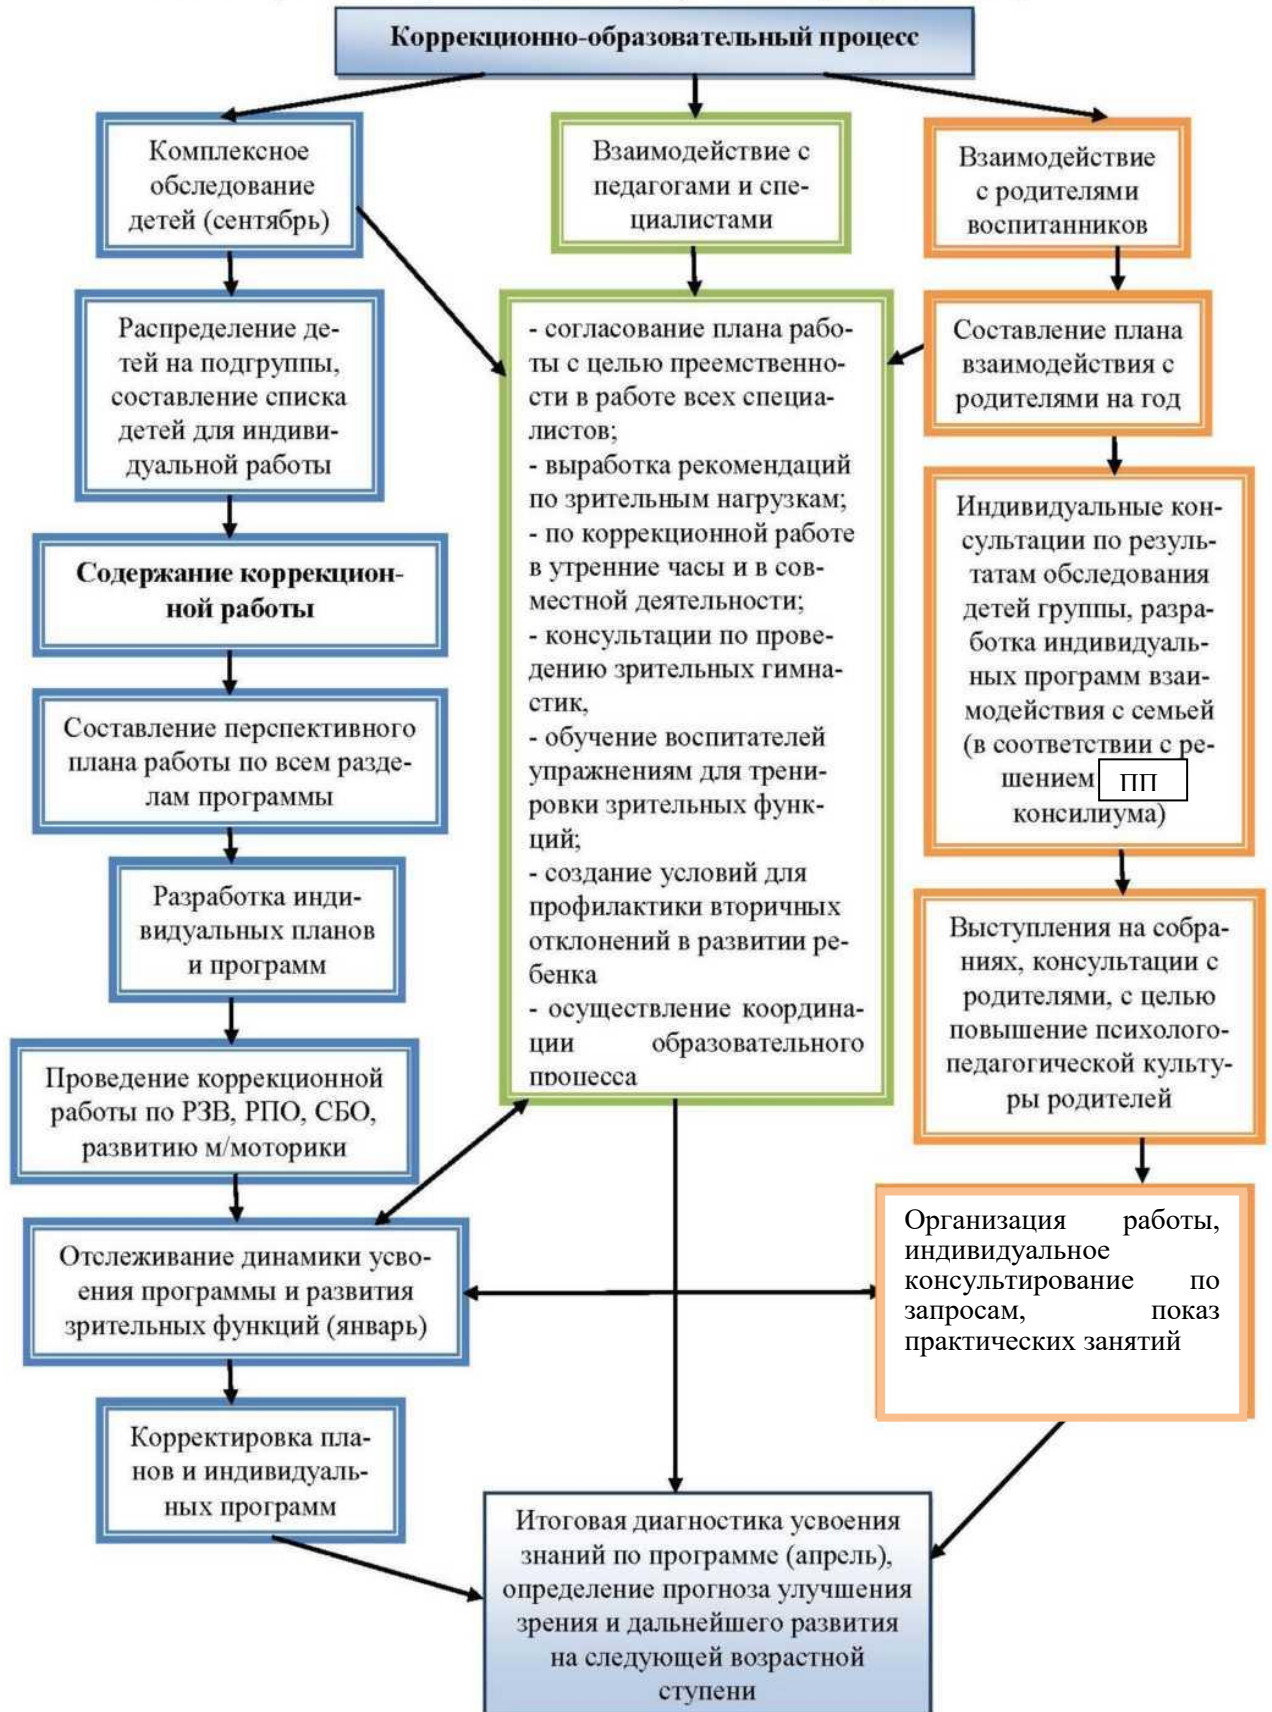 Коррекционно-образовательный процесс
Комплексное
обследование
детей (сентябрь)
Взаимодействие с
педагогами и спе-
циалистами
Взаимодействие
с родителями
воспитанников
Распределение де-
тей на подгруппы,
составление списка
детей для индиви-
дуальной работы
Содержание коррекцион-
ной работы
Составление перспективного
плана работы по всем разде-
лам программы
Разработка инди-
видуальных планов
и программ
Проведение коррекционной
работы по РЗВ, РПО, СБО,
развитию м/моторики
Отслеживание динамики усво-
ения программы и развития
зрительных функций (январь)
Корректировка пла-
нов и индивидуаль-
ных программ
- согласование плана рабо-
ты с целью преемственно-
сти в работе всех специа-
листов;
- выработка рекомендаций
по зрительным нагрузкам;
- по коррекционной работе
в утренние часы и в сов-
местной деятельности;
- консультации по прове-
дению зрительных гимна-
стик,
- обучение воспитателей
упражнениям для трени-
ровки зрительных функ-
ций;
- создание условий для
профилактики вторичных
отклонений в развитии ре-
бенка
- осуществление координа-
ции образовательного
процесса
Составление плана
взаимодействия с
родителями на год
Индивидуальные кон-
сультации по резуль-
татам обследования
детей группы, разра-
ботка индивидуаль-
ных программ взаи-
модействия с семьей
(в соответствии с ре-
шением ПП
консилиума)
Выступления на собра-
ниях, консультации с
родителями, с целью
повышение психолого-
педагогической культу-
ры родителей
Организация работы,
индивидуальное
консультирование по
запросам, показ
практических занятий
Итоговая диагностика усвоения
знаний по программе (апрель),
определение прогноза улучшения
зрения и дальнейшего развития
на следующей возрастной
ступени